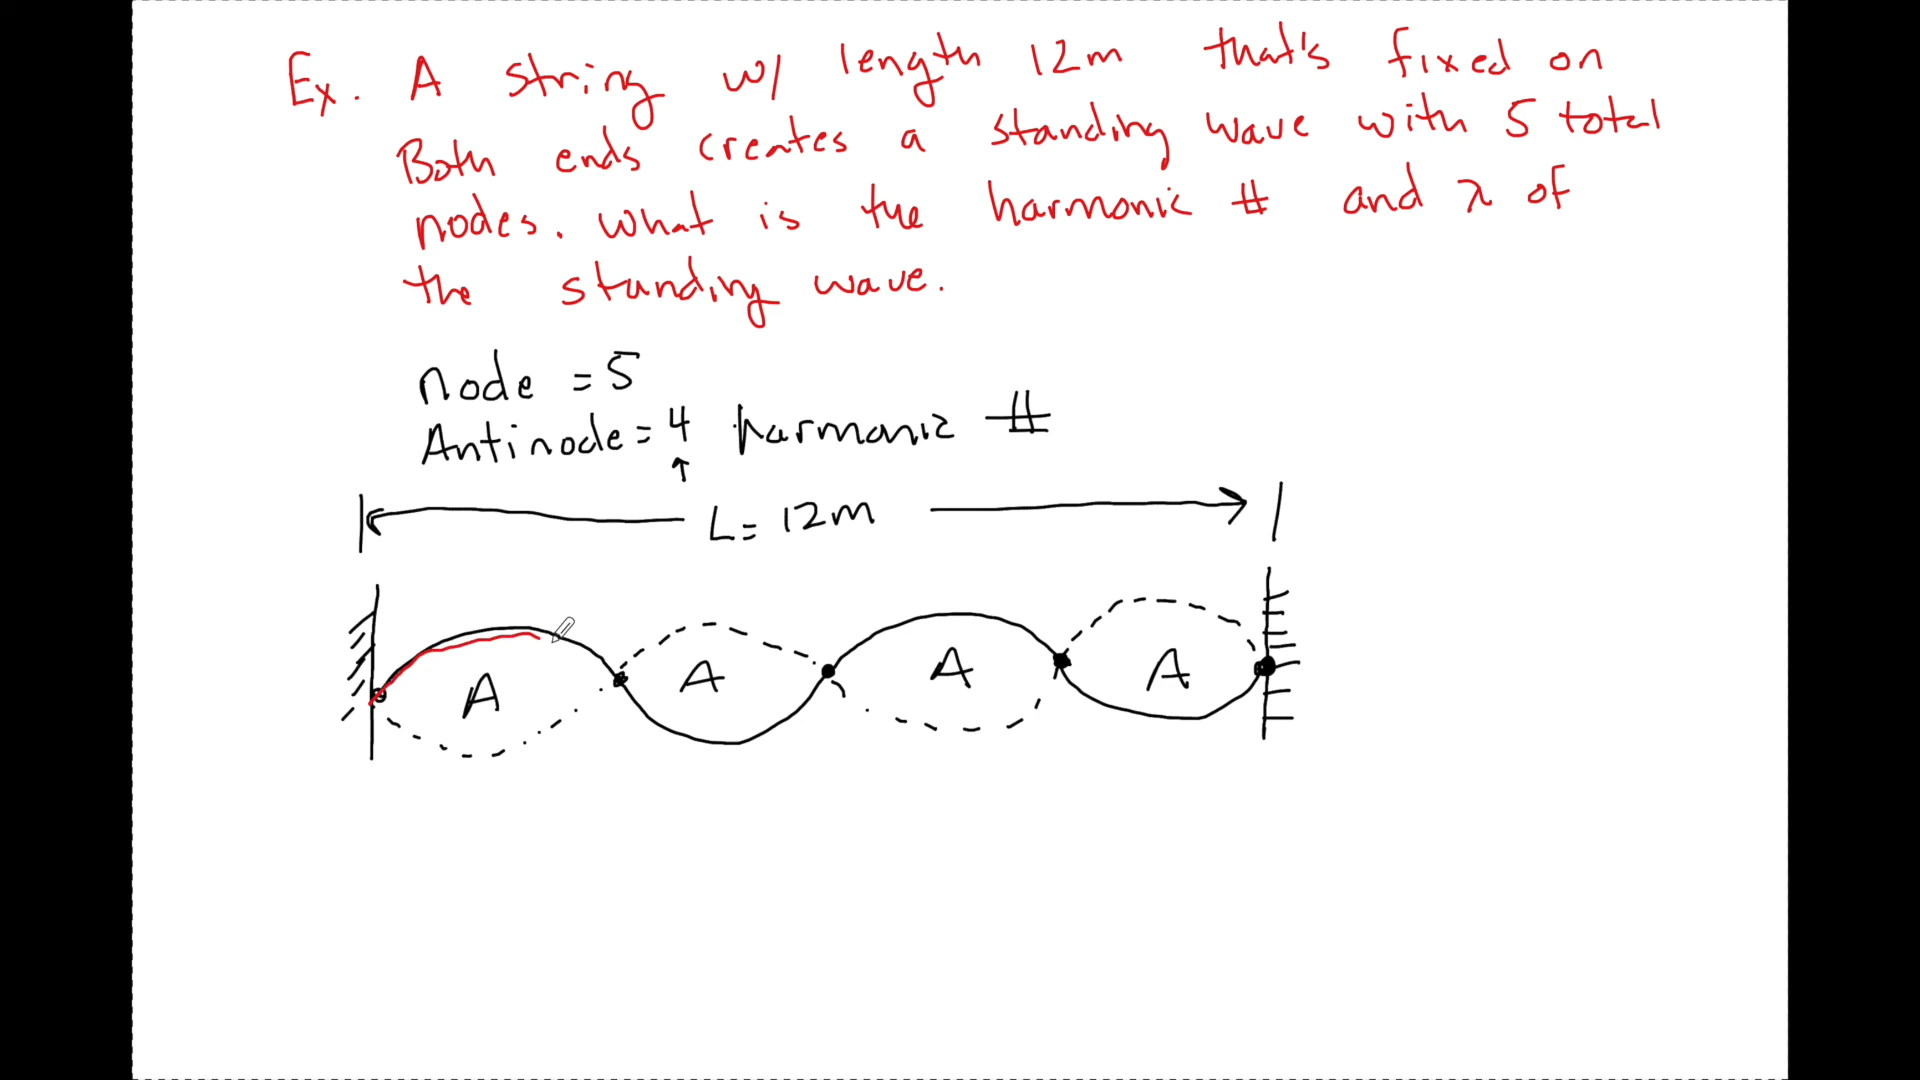 Ex. A string w/ length 12m that's fixed on
Both ends creates a standing wave with 5 total
nodes. what is the harmonic # and λ of
the standing wave.
node = 5
Antinode = 4 harmonic #
↑
L = 12m
A A A A